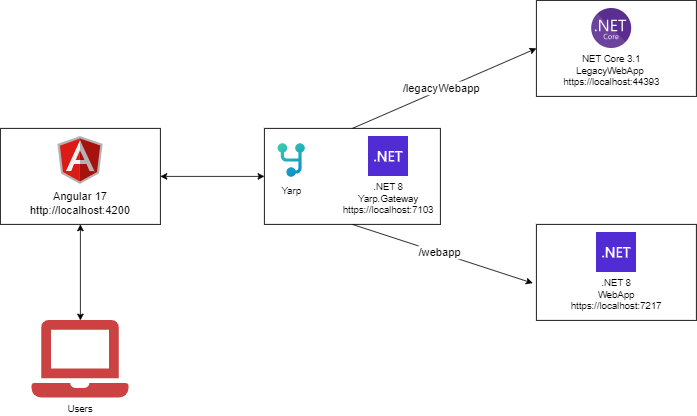 .NET
Core
NET Core 3.1
LegacyWebApp
https://localhost:44393
/legacyWebapp
A
Angular 17
http://localhost:4200
Yarp
.NET
.NET 8
Yarp.Gateway
https://localhost:7103
/webapp
.NET
.NET 8
WebApp
https://localhost:7217
Users